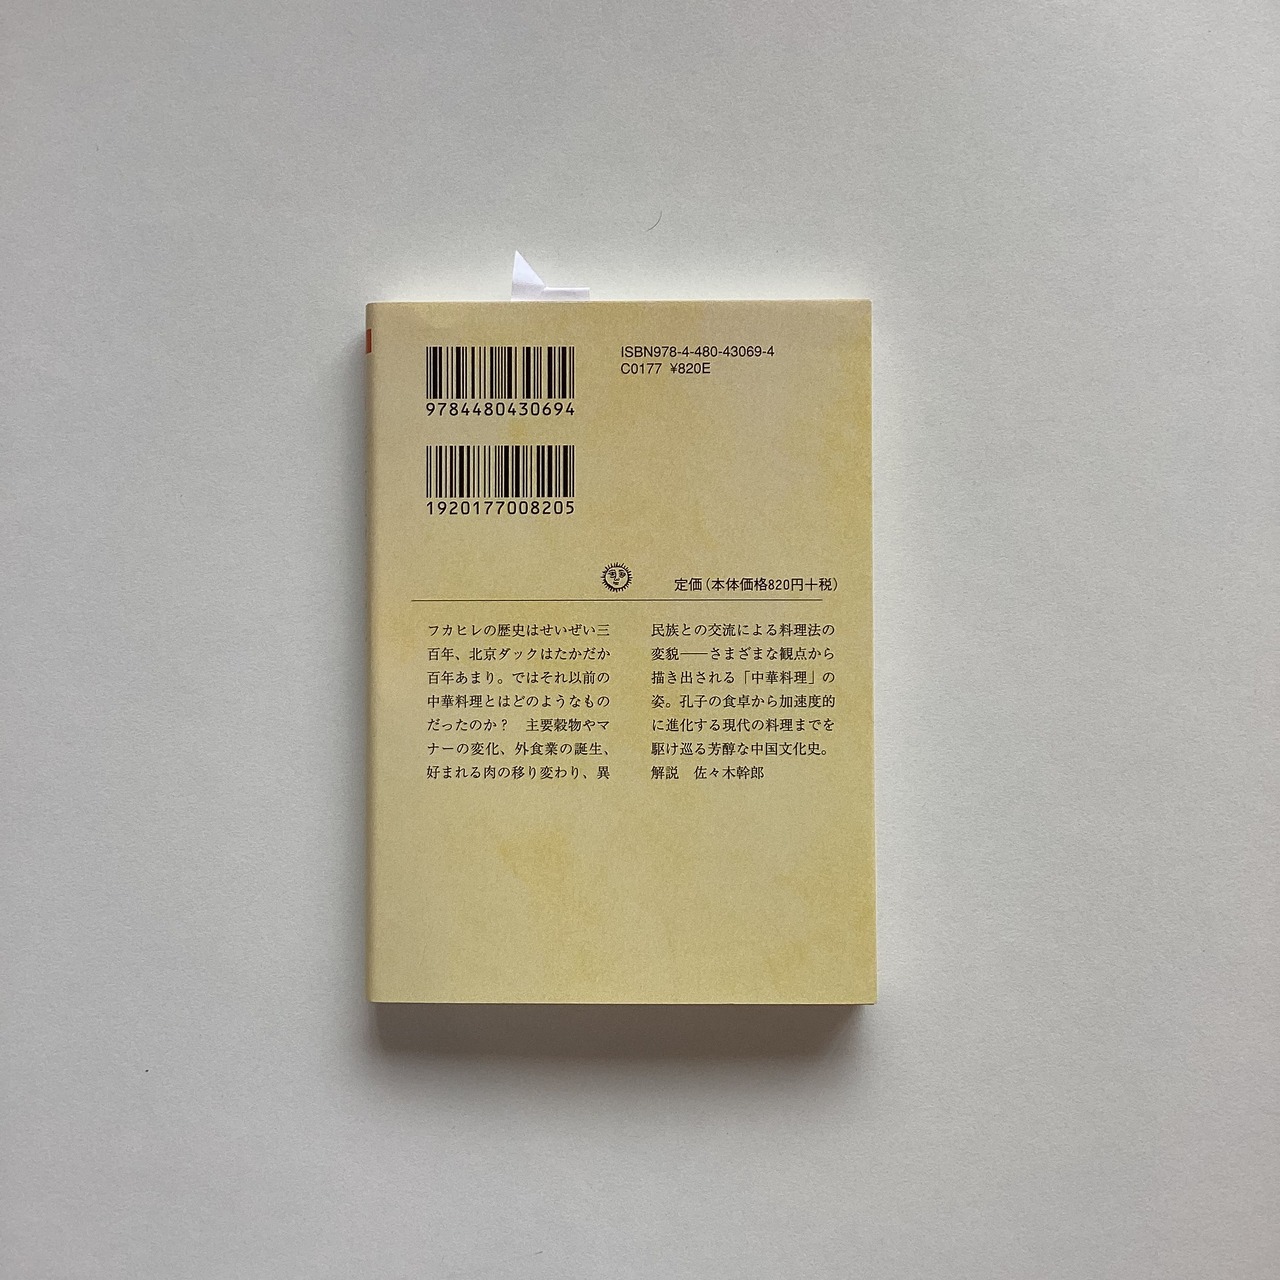 ISBN978-4-480-43069-4
C0177 ¥820E
9784480430694
1920177008205
定価(本体価格820円+税)
フカヒレの歴史はせいぜい三
百年、北京ダックはたかだか
百年あまり。ではそれ以前の
中華料理とはどのようなもの
だったのか？　主要穀物やマ
ナーの変化、外食業の誕生、
好まれる肉の移り変わり、異
民族との交流による料理法の
変貌――さまざまな観点から
描き出される「中華料理」の
姿。孔子の食卓から加速度的
に進化する現代の料理までを
駆け巡る芳醇な中国文化史。
解説　佐々木幹郎